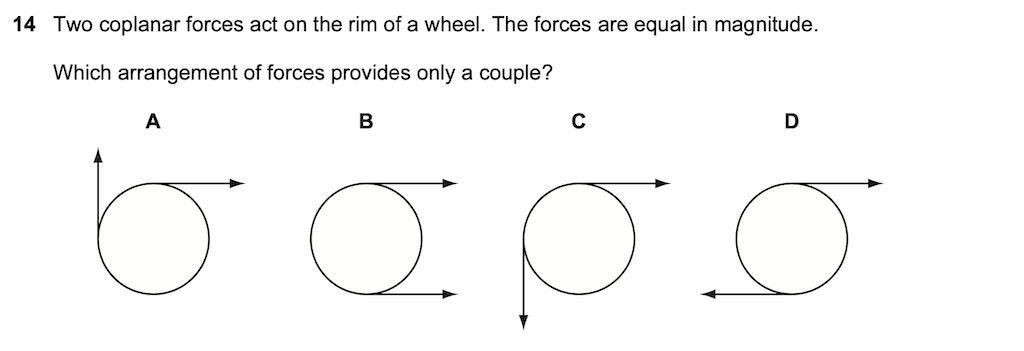 14 Two coplanar forces act on the rim of a wheel. The forces are equal in magnitude.
Which arrangement of forces provides only a couple?
A B C D